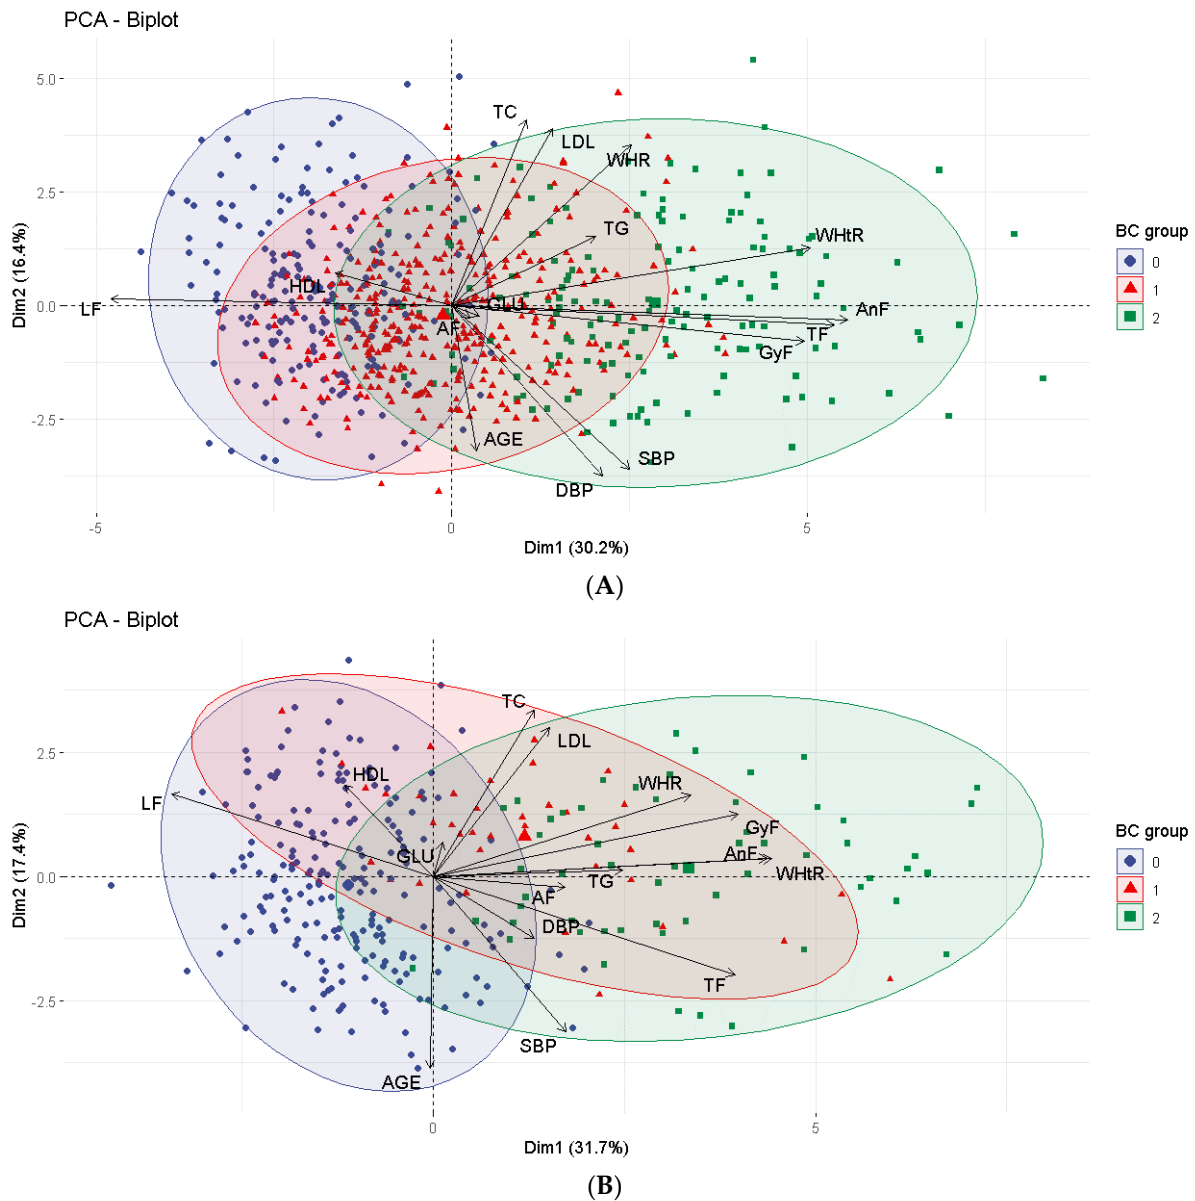 PCA - Biplot
5.0
2.5
0.0
-2.5
Dim2 (16.4%)
TC
LDL
WHR
TG
WHtR
HDL
LF
GLU
AF
AnF
TF
GyF
AGE
SBP
DBP
-5
0
5
Dim1 (30.2%)
BC group
0
1
2
(A)
PCA - Biplot
2.5
0.0
-2.5
Dim2 (17.4%)
TC
LDL
HDL
LF
WHR
GyF
GLU
AnF
WHtR
TG
AF
DBP
TF
SBP
AGE
0
5
Dim1 (31.7%)
BC group
0
1
2
(B)